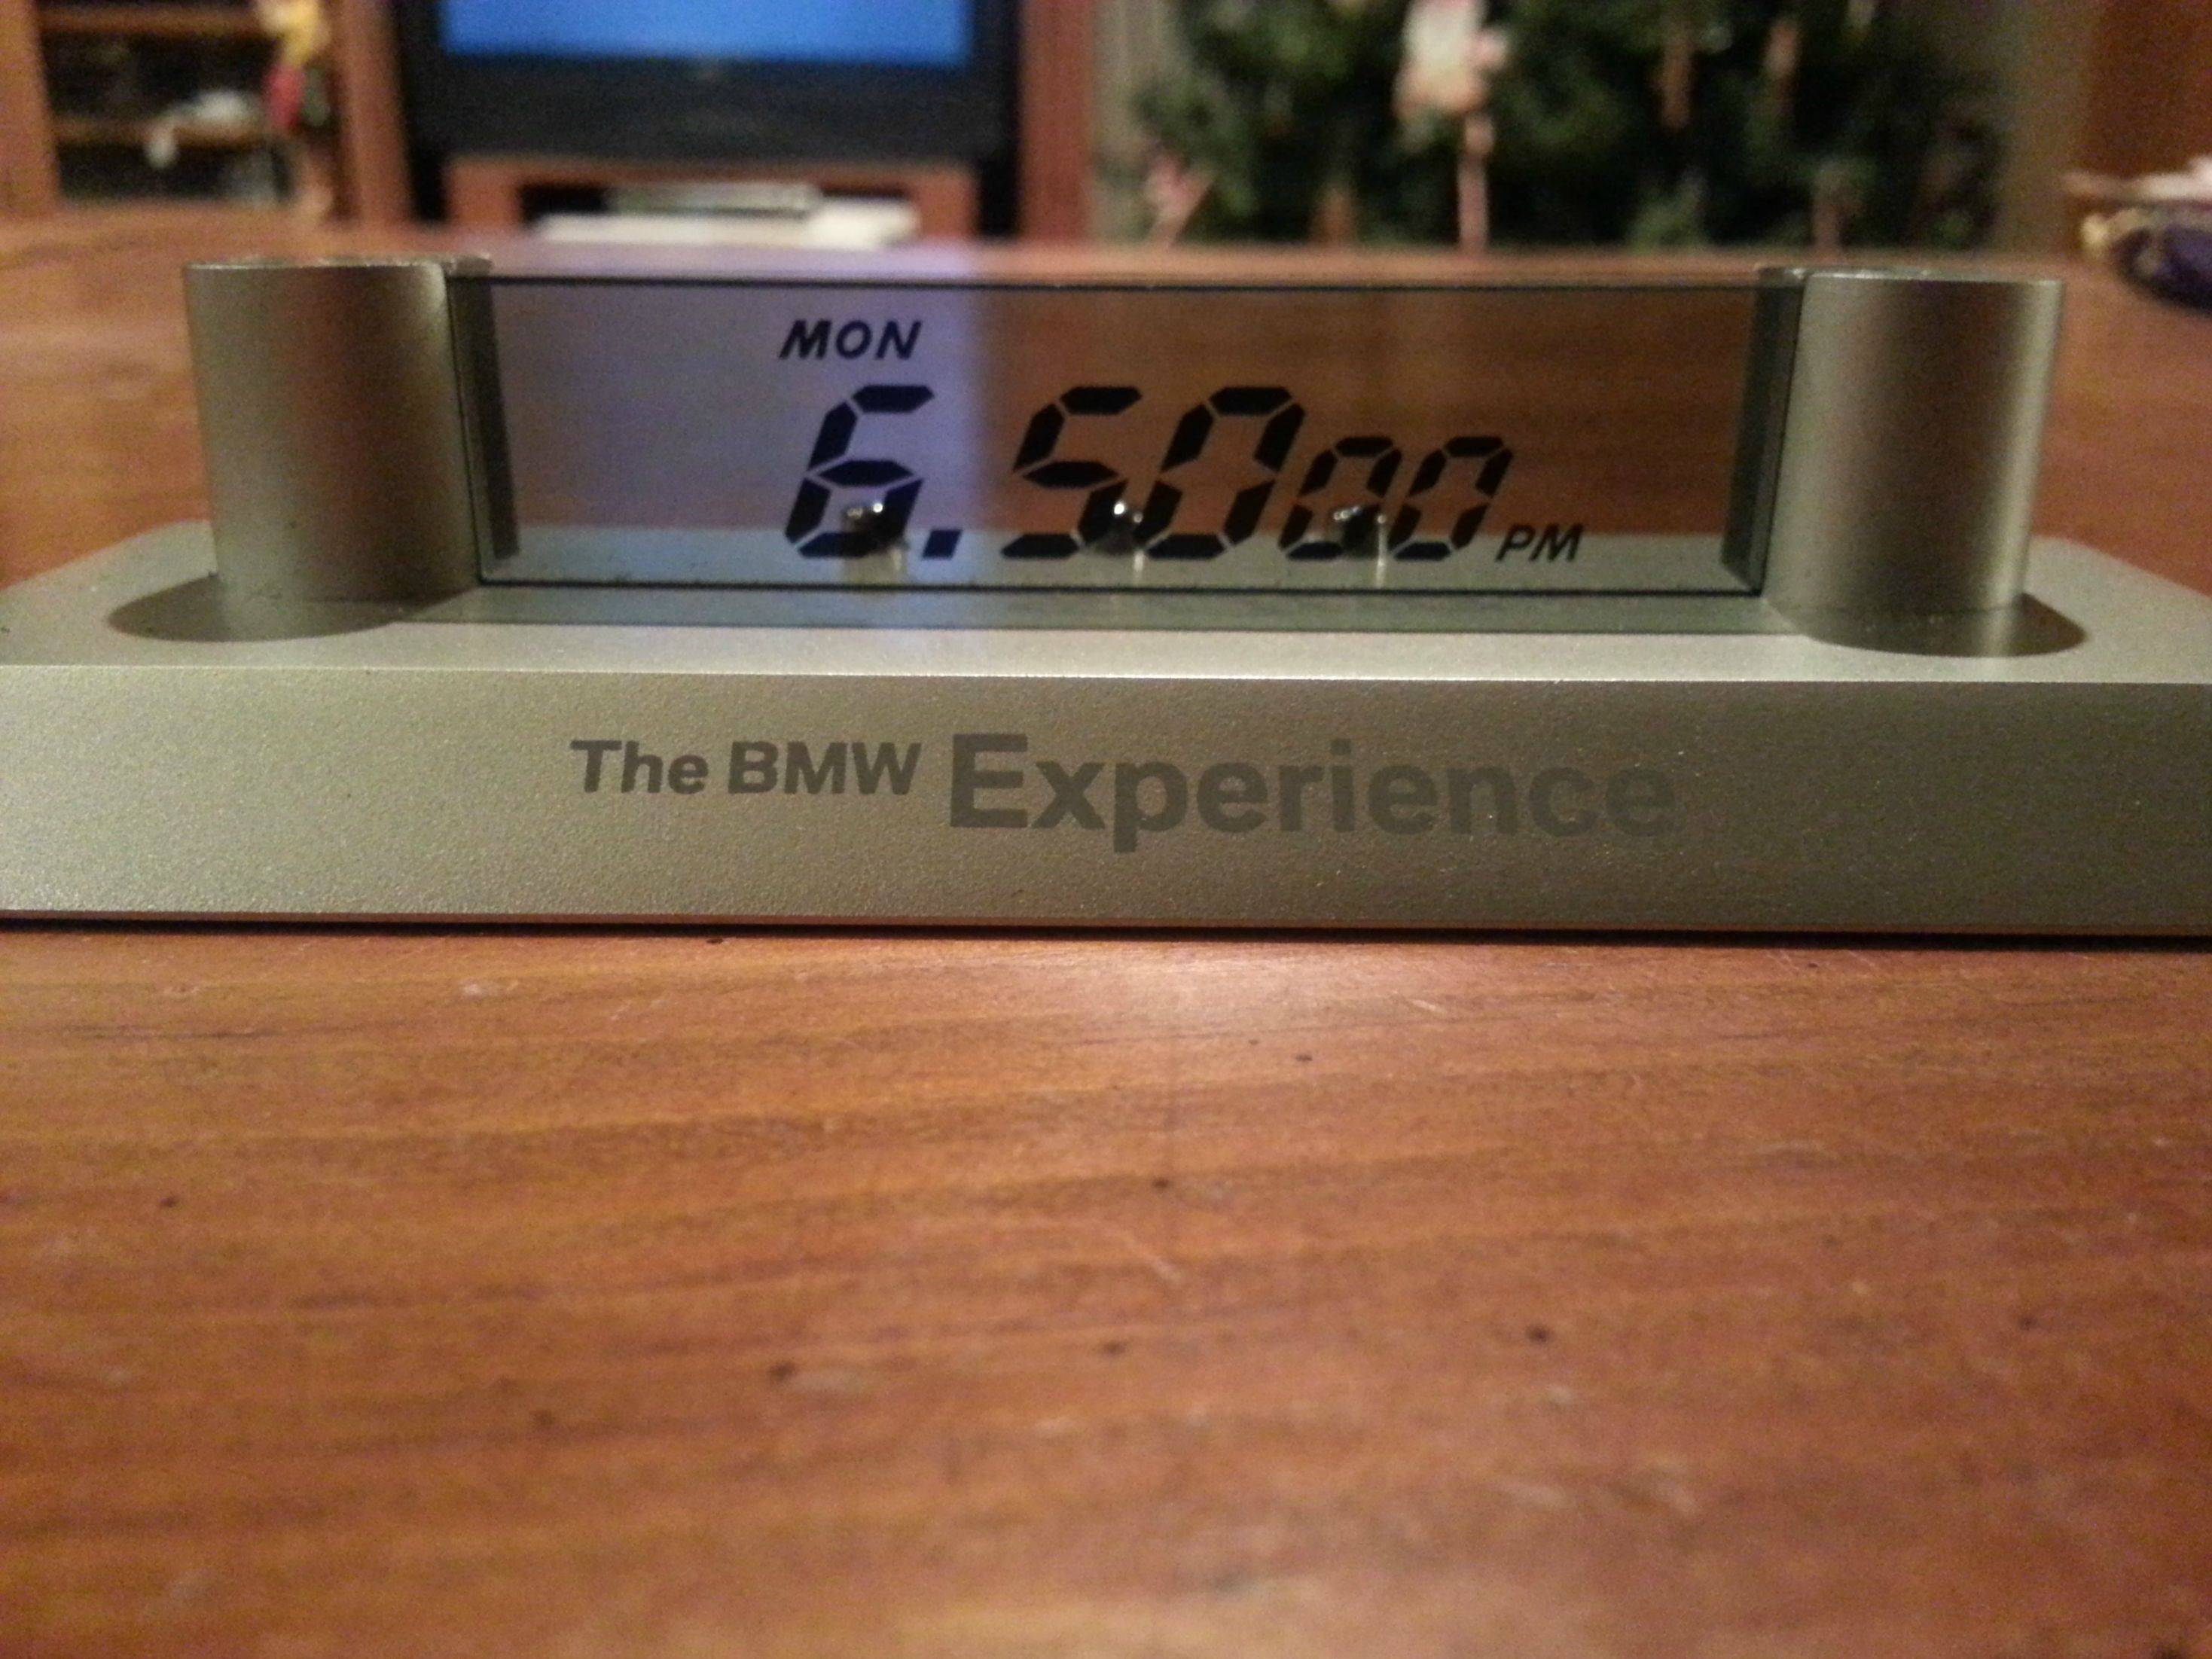 MON
6.50 00 PM
The BMW Experience